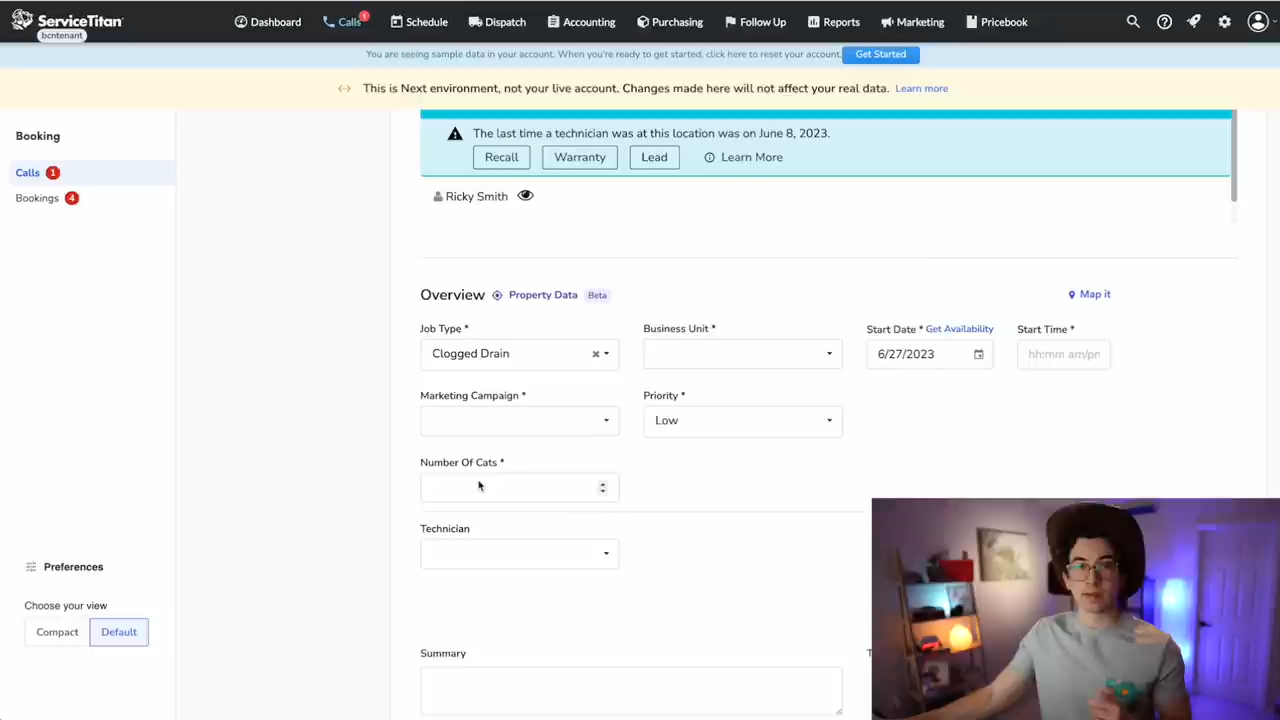 ServiceTitan
bcntenant
Dashboard
Calls 1
Schedule
Dispatch
Accounting
Purchasing
Follow Up
Reports
Marketing
Pricebook
You are seeing sample data in your account. When you're ready to get started, click here to reset your account.
Get Started
This is Next environment, not your live account. Changes made here will not affect your real data. Learn more
Booking
Calls 1
Bookings 4
The last time a technician was at this location was on June 8, 2023.
Recall
Warranty
Lead
Learn More
Ricky Smith
Overview
Property Data
Beta
Map it
Job Type *
Business Unit *
Start Date * Get Availability
Start Time *
Clogged Drain
6/27/2023
hh:mm am/pm
Marketing Campaign *
Priority *
Low
Number Of Cats *
Technician
Preferences
Choose your view
Compact
Default
Summary